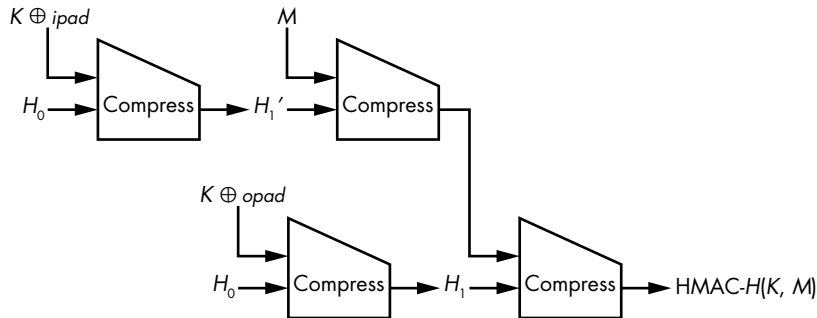 K ⊕ ipad
M
H₀
Compress
H₁′
Compress
K ⊕ opad
H₀
Compress
H₁
Compress
HMAC-H(K, M)